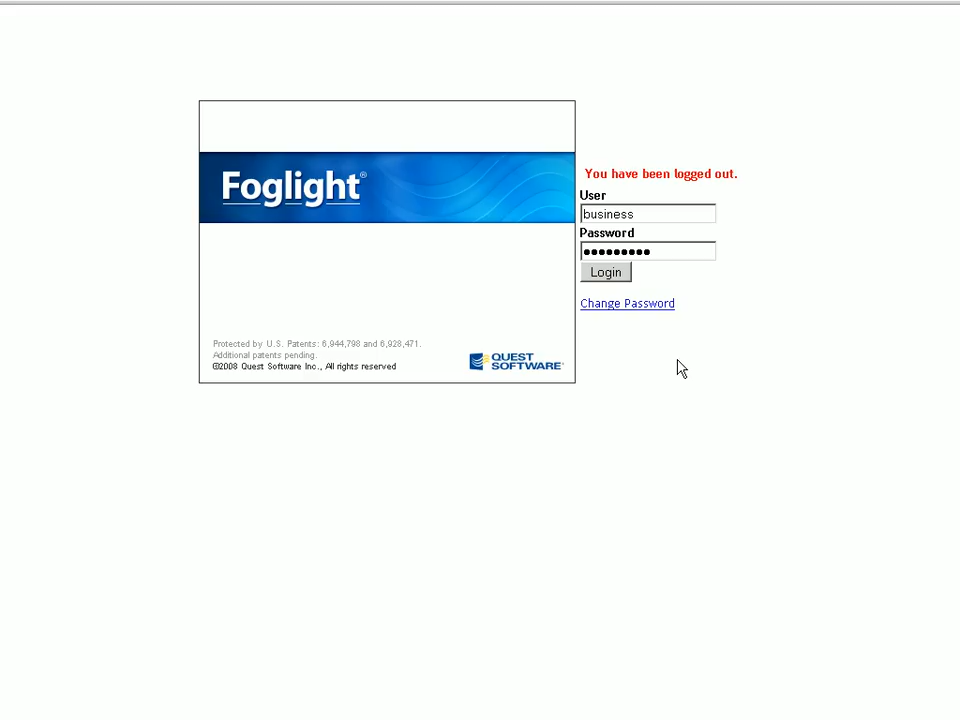 Foglight®
You have been logged out.
User
business
Password
Login
Change Password
Protected by U.S. Patents: 6,944,798 and 6,928,471.
Additional patents pending.
©2008 Quest Software Inc., All rights reserved
QUEST
SOFTWARE